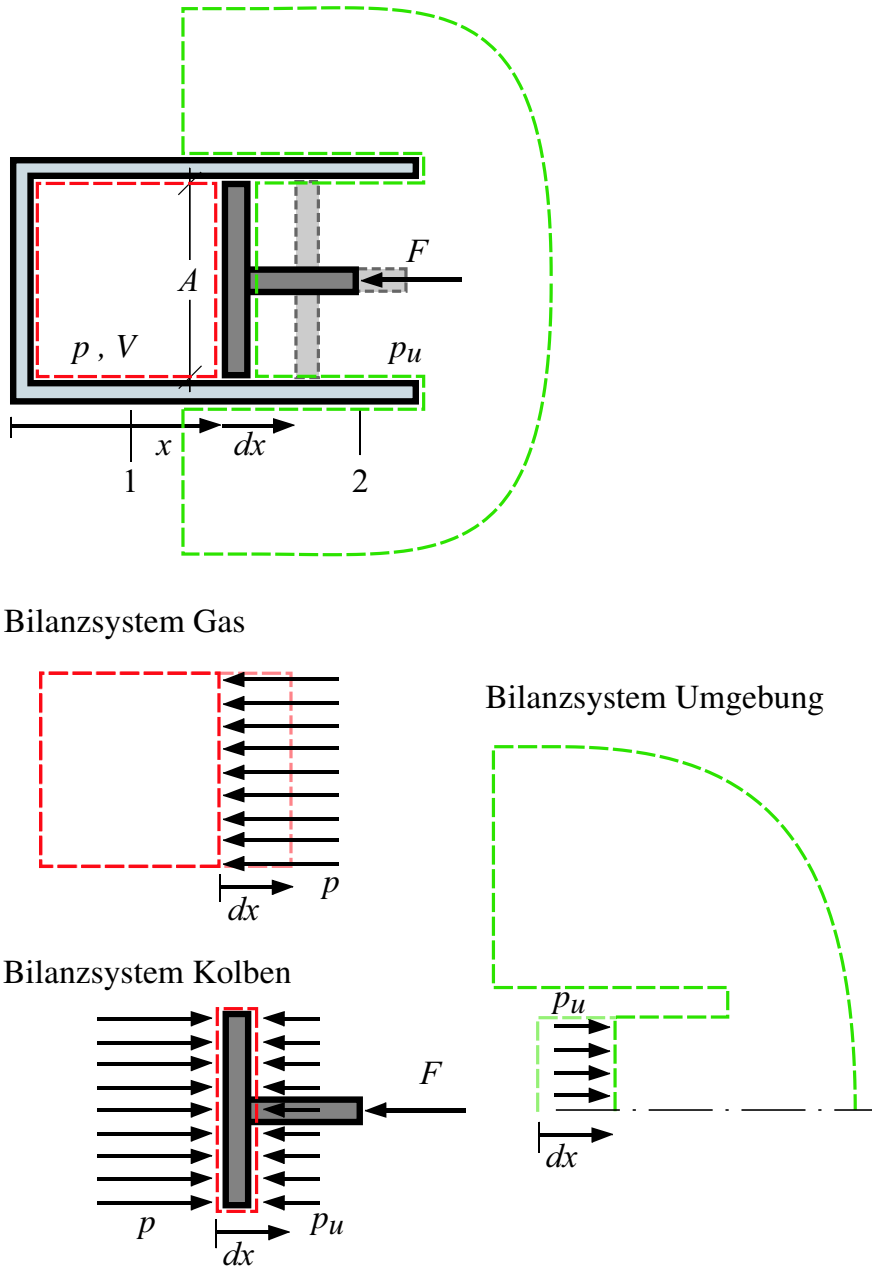 F
A
p , V
p_u
x
dx
1
2
Bilanzsystem Gas
dx
p
Bilanzsystem Umgebung
p_u
dx
Bilanzsystem Kolben
F
p
dx
p_u